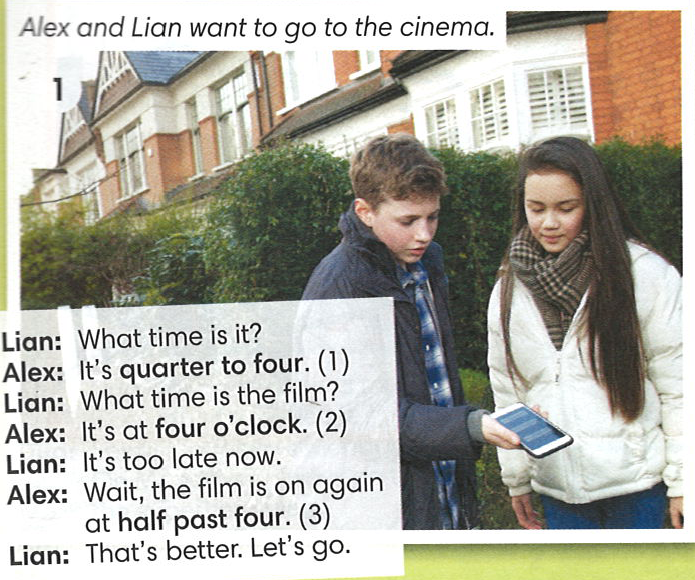 Alex and Lian want to go to the cinema.
1
Lian: What time is it?
Alex: It's quarter to four. (1)
Lian: What time is the film?
Alex: It's at four o'clock. (2)
Lian: It's too late now.
Alex: Wait, the film is on again
at half past four. (3)
Lian: That's better. Let's go.